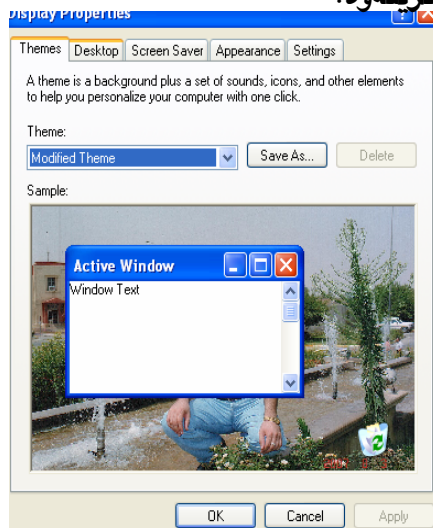 Display Properties
Themes Desktop Screen Saver Appearance Settings
A theme is a background plus a set of sounds, icons, and other elements
to help you personalize your computer with one click.
Theme:
Modified Theme Save As... Delete
Sample:
Active Window
Window Text
OK Cancel Apply